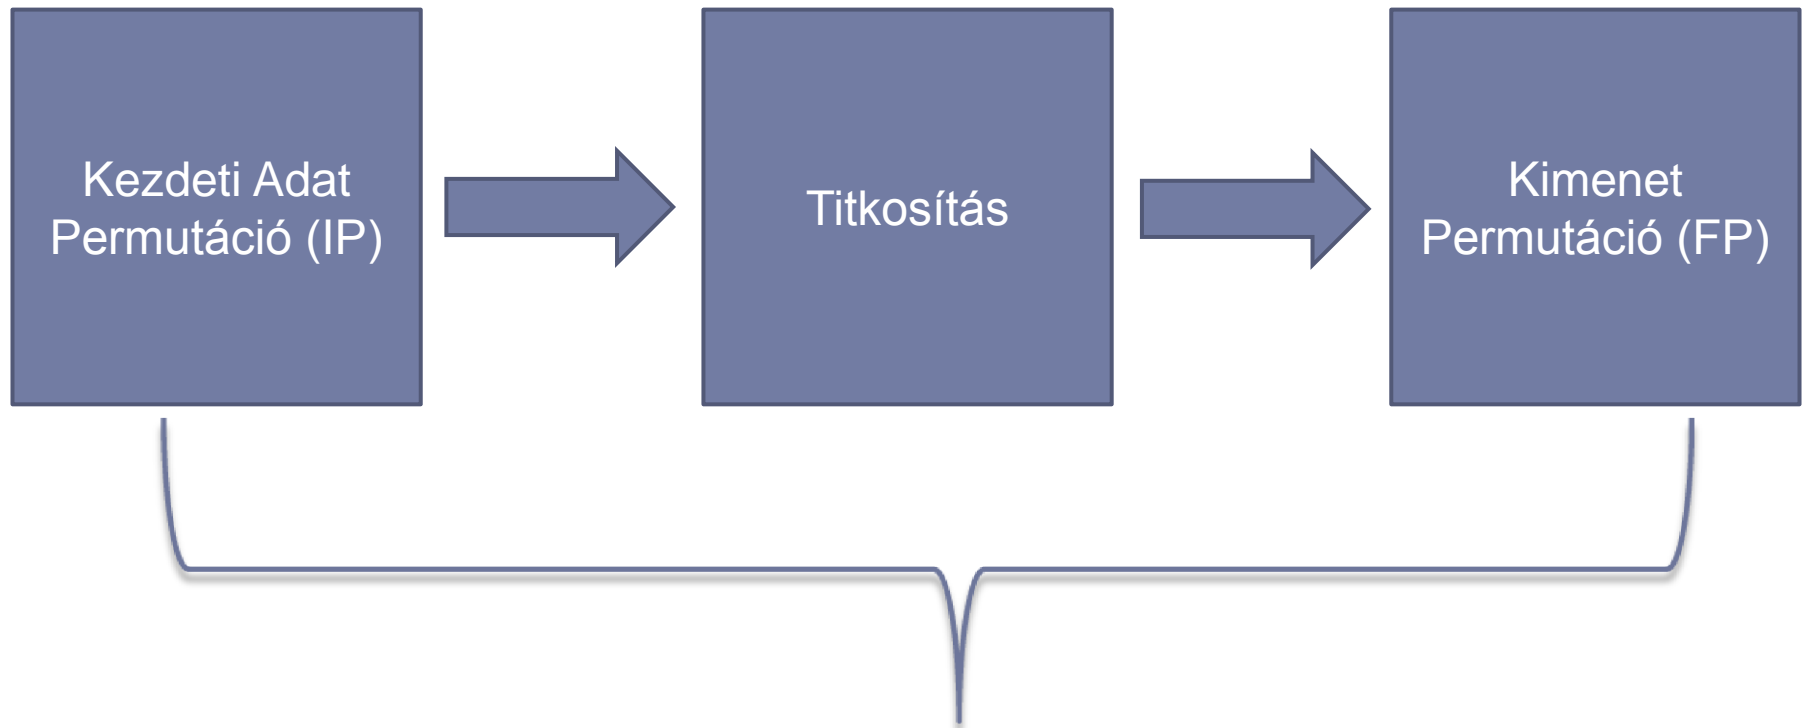 Kezdeti Adat
Permutáció (IP)
Titkosítás
Kimenet
Permutáció (FP)